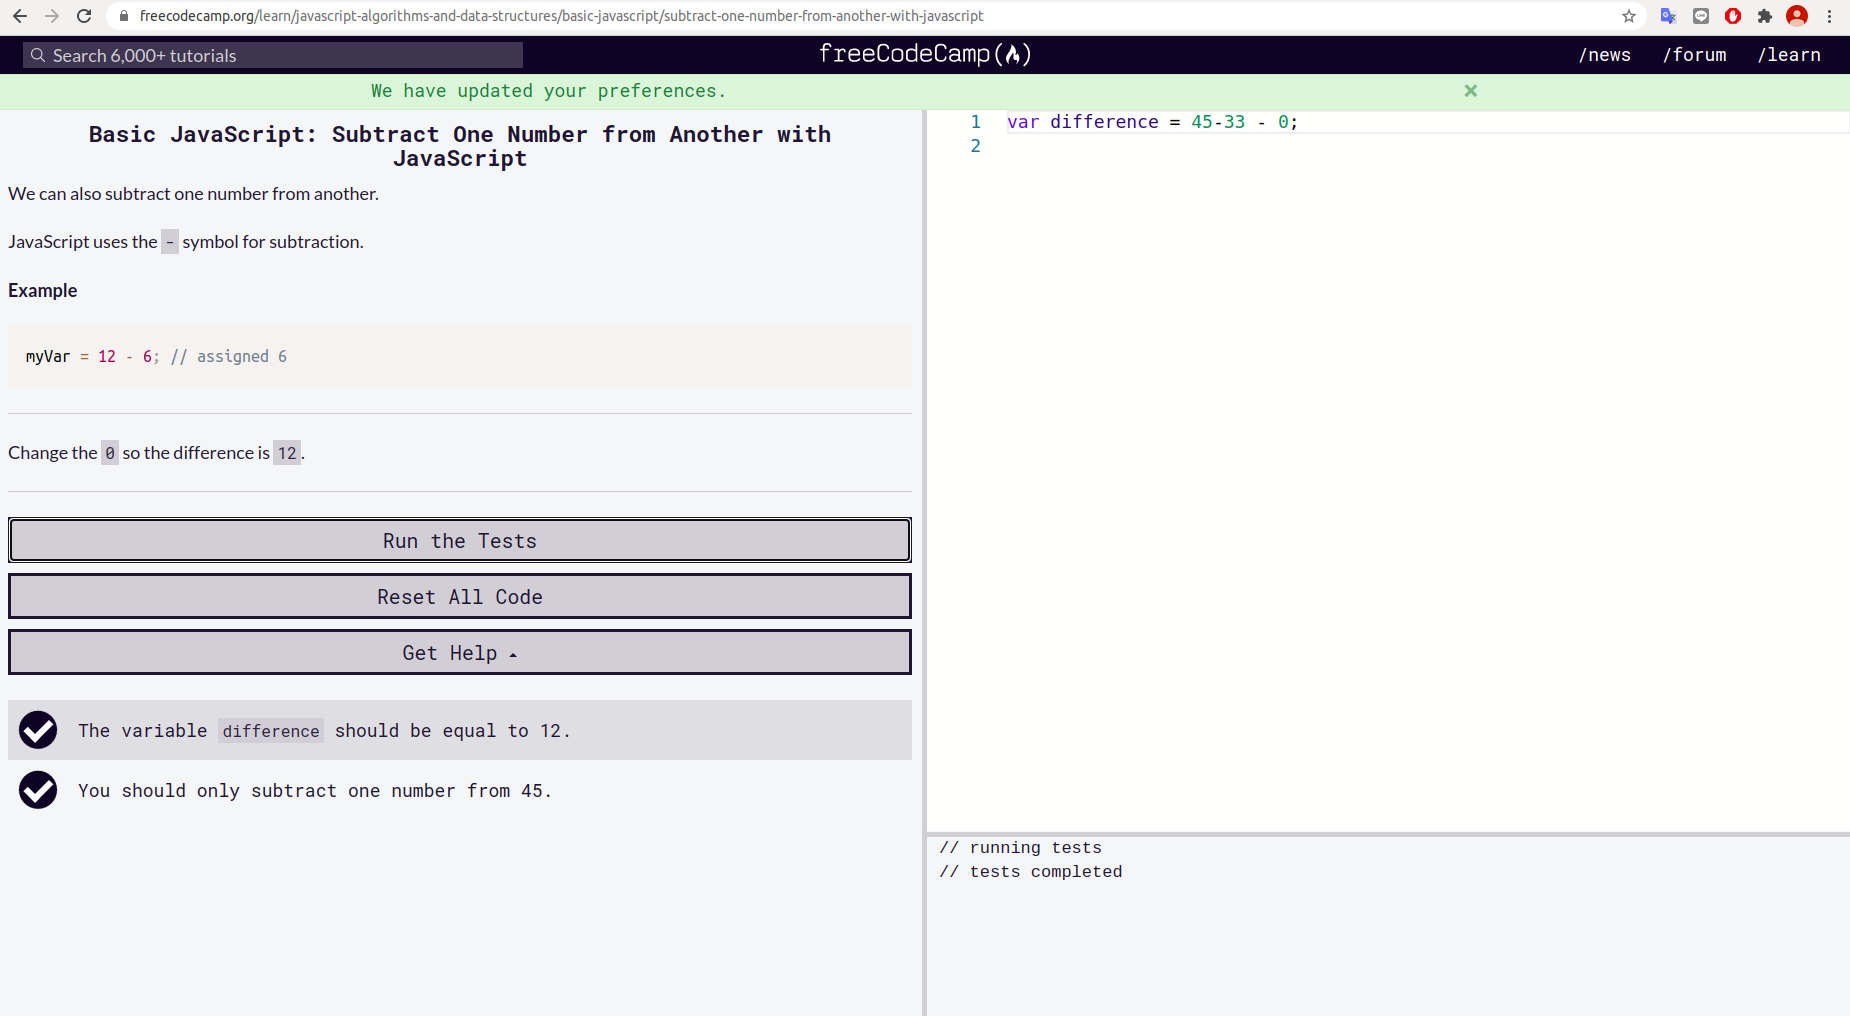 freecodecamp.org/learn/javascript-algorithms-and-data-structures/basic-javascript/subtract-one-number-from-another-with-javascript
Search 6,000+ tutorials
freeCodeCamp(🔥)
/news /forum /learn
We have updated your preferences. ×
Basic JavaScript: Subtract One Number from Another with
JavaScript
We can also subtract one number from another.
JavaScript uses the - symbol for subtraction.
Example
myVar = 12 - 6; // assigned 6
Change the 0 so the difference is 12.
Run the Tests
Reset All Code
Get Help
The variable difference should be equal to 12.
You should only subtract one number from 45.
1 var difference = 45-33 - 0;
2
// running tests
// tests completed